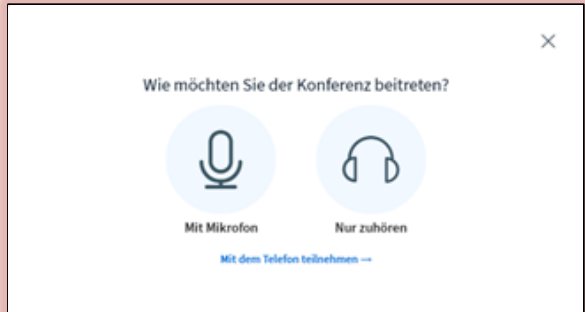 Wie möchten Sie der Konferenz beitreten?
Mit Mikrofon
Nur zuhören
Mit dem Telefon teilnehmen →